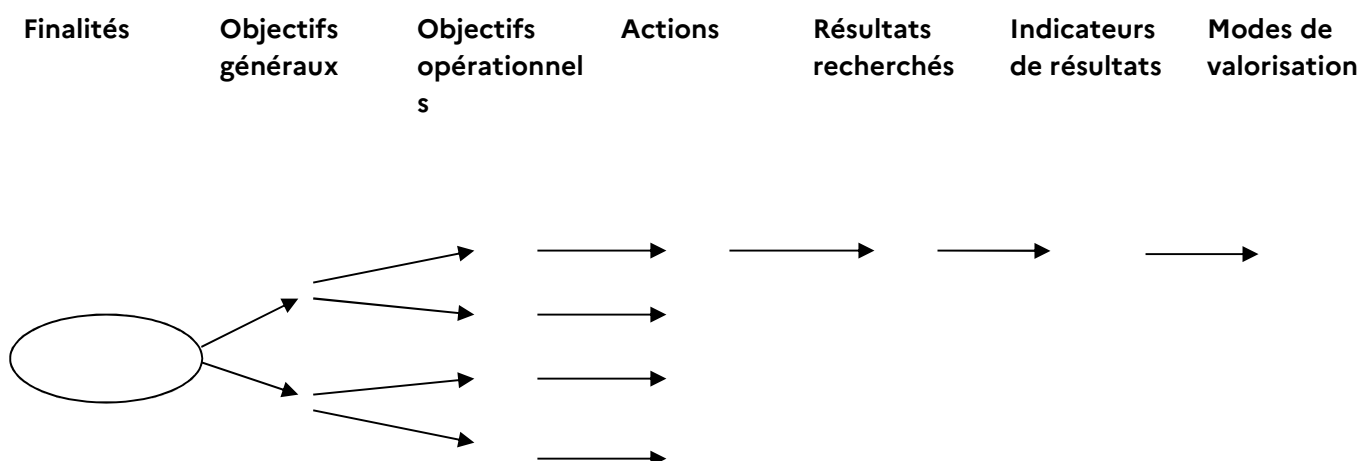 Finalités
Objectifs
généraux
Objectifs
opérationnel
s
Actions
Résultats
recherchés
Indicateurs
de résultats
Modes de
valorisation